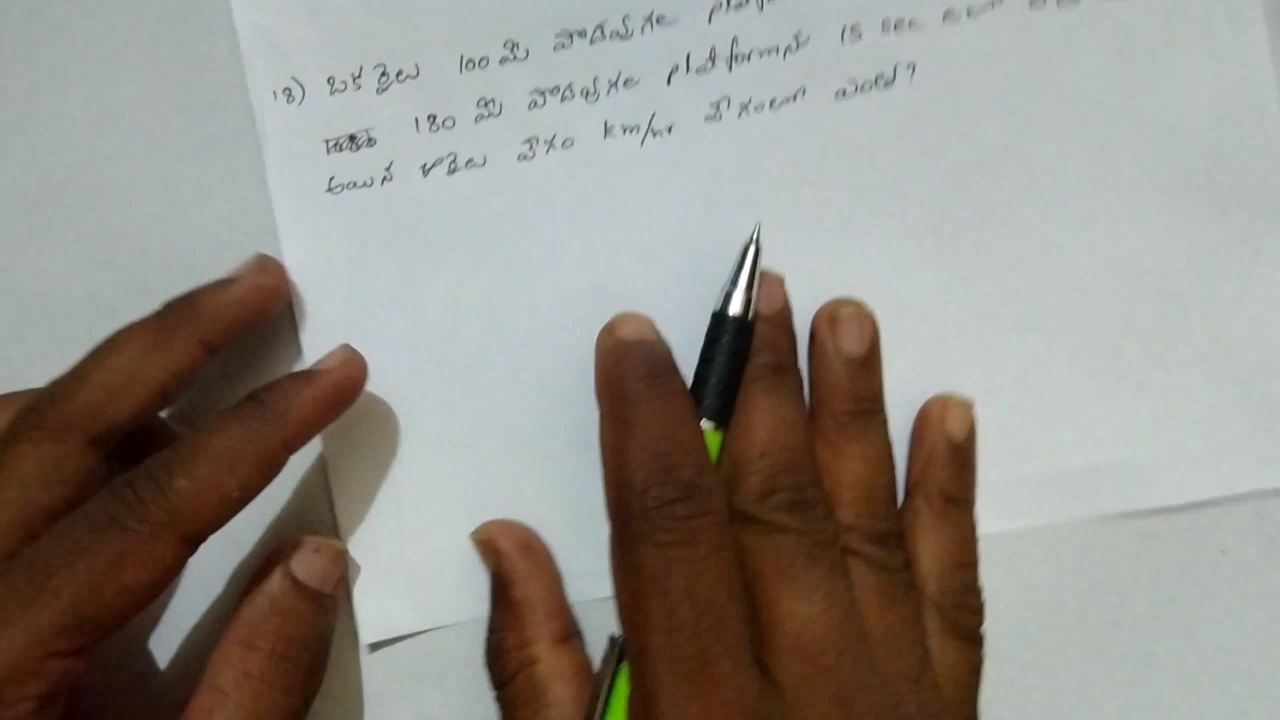 18) ఒక రైలు 100 మీ పొడవుగల
180 మీ పొడవుగల platformను 15 sec
అయిన రైలు వేగం km/hr వేగంలో ఎంత?